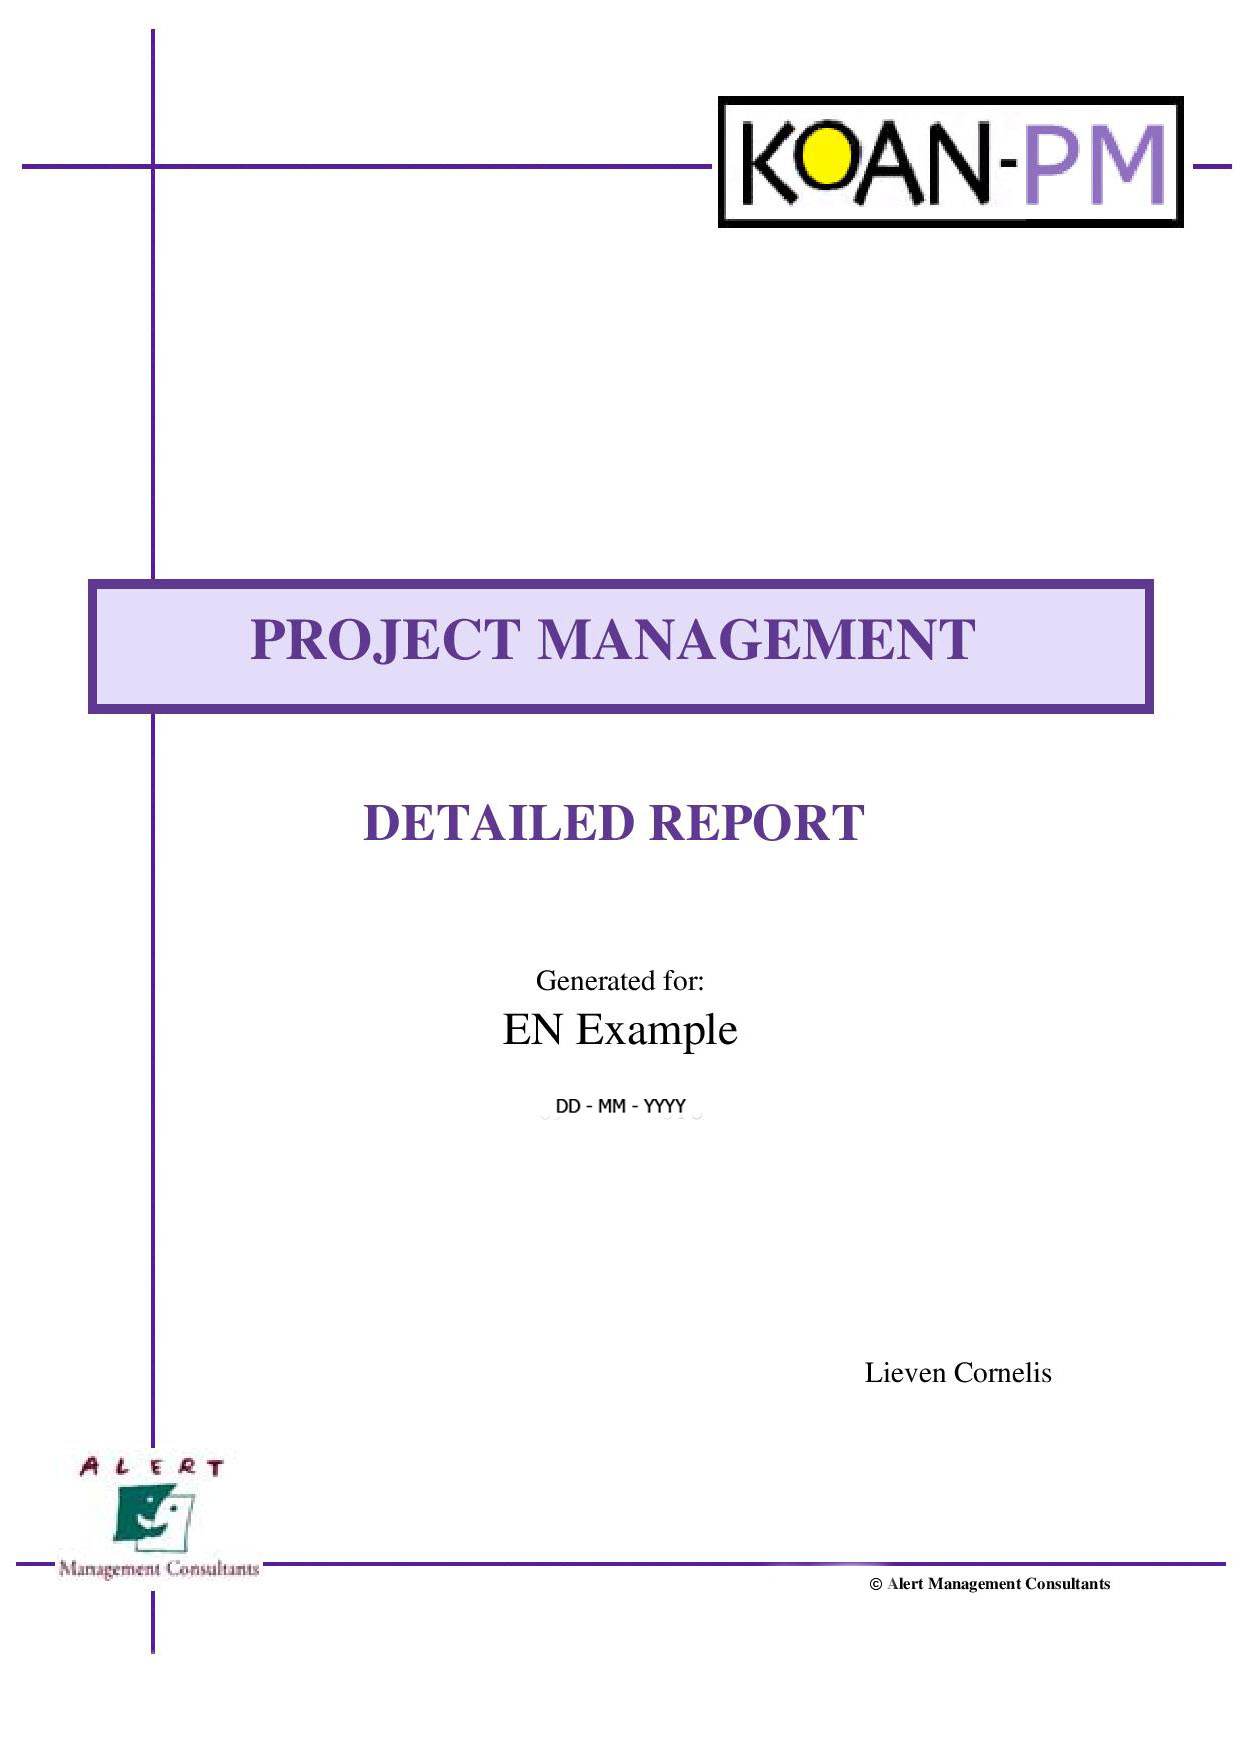 KOAN-PM
PROJECT MANAGEMENT
DETAILED REPORT
Generated for:
EN Example
DD - MM - YYYY
Lieven Cornelis
ALERT
Management Consultants
© Alert Management Consultants